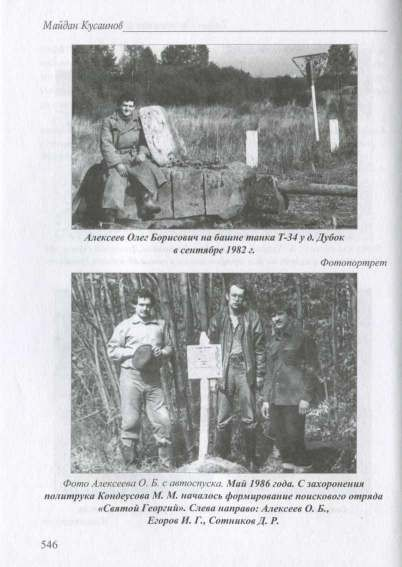 Майдан Кусаинов
Алексеев Олег Борисович на башне танка Т-34 у д. Дубок
в сентябре 1982 г.
Фотопортрет
Фото Алексеева О. Б. с автоспуска. Май 1986 года. С захоронения
политрука Кондеусова М. М. началось формирование поискового отряда
«Святой Георгий». Слева направо: Алексеев О. Б.,
Егоров И. Г., Сотников Д. Р.
546